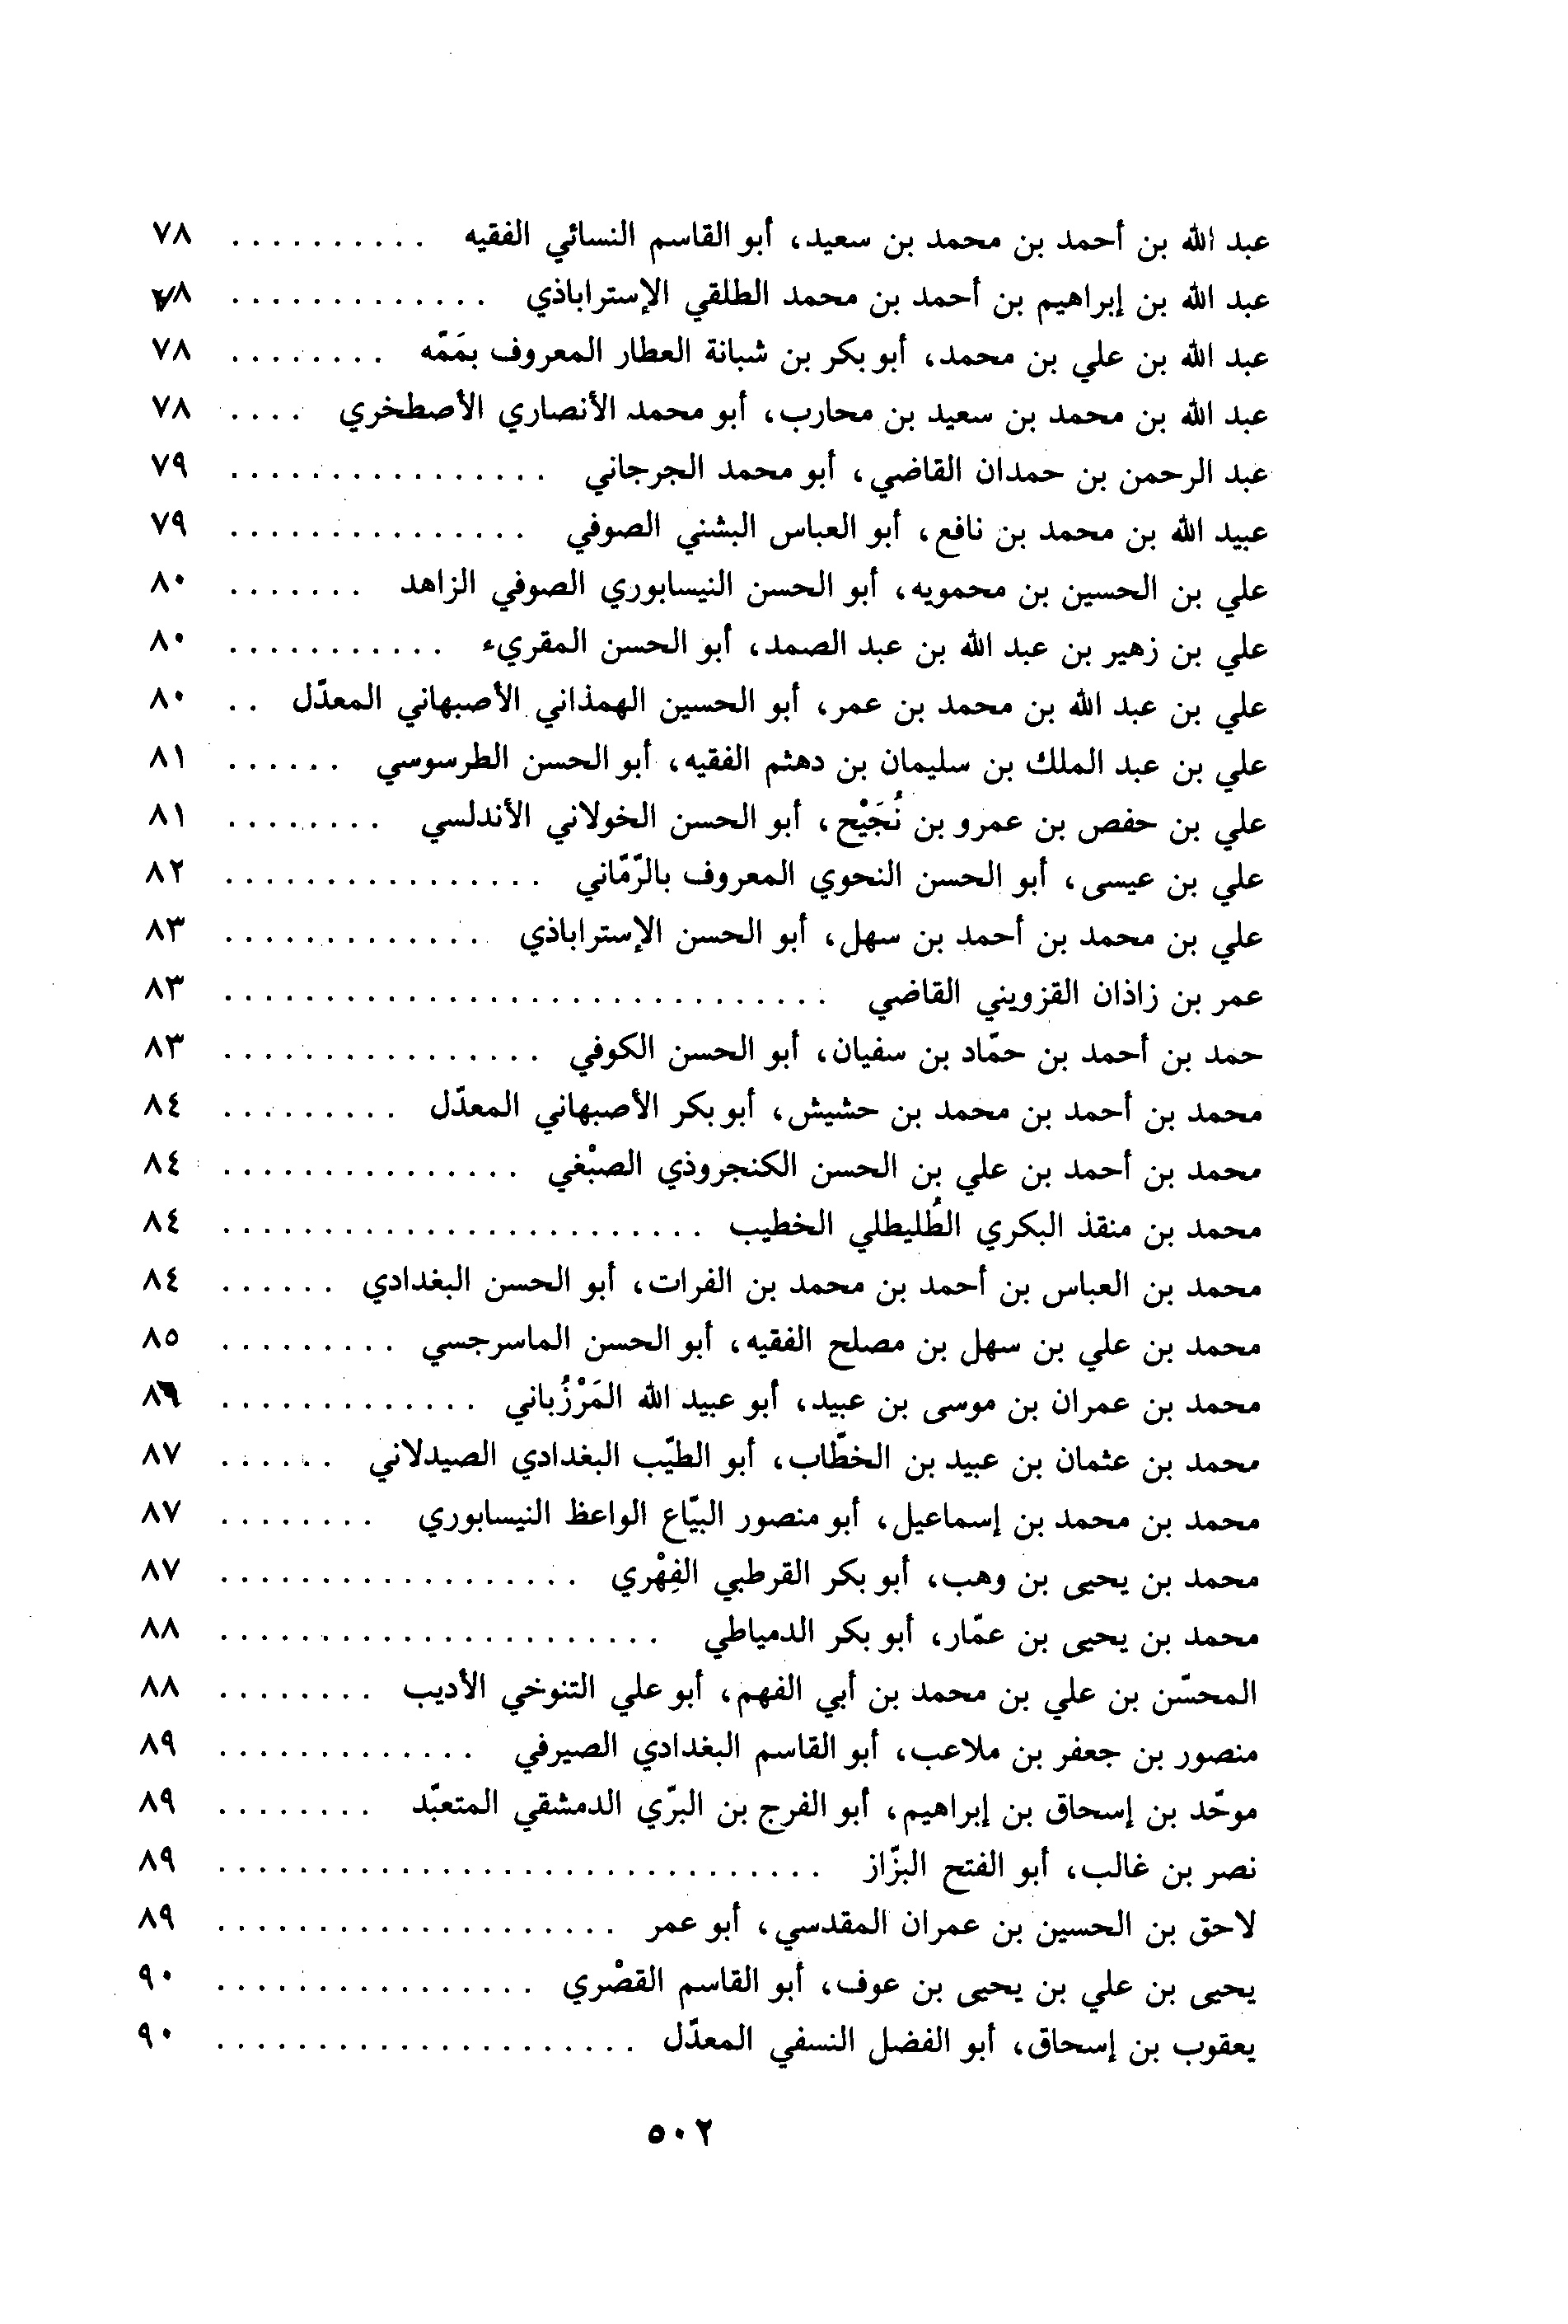 عبد الله بن أحمد بن محمد بن سعيد، أبو القاسم النسائي الفقيه . . . . . . . . . . ٧٨
عبد الله بن إبراهيم بن أحمد بن محمد الطلقي الإستراباذي . . . . . . . . . . . . . ٧٨
عبد الله بن علي بن محمد، أبو بكر بن شبانة العطار المعروف بمَمّه . . . . . . . . ٧٨
عبد الله بن محمد بن سعيد بن محارب، أبو محمد الأنصاري الأصطخري . . . . ٧٨
عبد الرحمن بن حمدان القاضي، أبو محمد الجرجاني . . . . . . . . . . . . . . . . ٧٩
عبيد الله بن محمد بن نافع، أبو العباس البشني الصوفي . . . . . . . . . . . . . . . ٧٩
علي بن الحسين بن محمويه، أبو الحسن النيسابوري الصوفي الزاهد . . . . . . . ٨٠
علي بن زهير بن عبد الله بن عبد الصمد، أبو الحسن المقريء . . . . . . . . . . . ٨٠
علي بن عبد الله بن محمد بن عمر، أبو الحسين الهمذاني الأصبهاني المعدّل . . ٨٠
علي بن عبد الملك بن سليمان بن دهثم الفقيه، أبو الحسن الطرسوسي . . . . . . ٨١
علي بن حفص بن عمرو بن نُجَيْح، أبو الحسن الخولاني الأندلسي . . . . . . . . ٨١
علي بن عيسى، أبو الحسن النحوي المعروف بالرّمّاني . . . . . . . . . . . . . . . . ٨٢
علي بن محمد بن أحمد بن سهل، أبو الحسن الإستراباذي . . . . . . . . . . . . . ٨٣
عمر بن زاذان القزويني القاضي . . . . . . . . . . . . . . . . . . . . . . . . . . . . . . ٨٣
حمد بن أحمد بن حمّاد بن سفيان، أبو الحسن الكوفي . . . . . . . . . . . . . . . . ٨٣
محمد بن أحمد بن محمد بن حشيش، أبو بكر الأصبهاني المعدّل . . . . . . . . . ٨٤
محمد بن أحمد بن علي بن الحسن الكنجروذي الصبْغي . . . . . . . . . . . . . . . ٨٤
محمد بن منقذ البكري الطُليطلي الخطيب . . . . . . . . . . . . . . . . . . . . . . . . ٨٤
محمد بن العباس بن أحمد بن محمد بن الفرات، أبو الحسن البغدادي . . . . . . ٨٤
محمد بن علي بن سهل بن مصلح الفقيه، أبو الحسن الماسرجسي . . . . . . . . . ٨٥
محمد بن عمران بن موسى بن عبيد، أبو عبيد الله المَرْزُباني . . . . . . . . . . . . . ٨٦
محمد بن عثمان بن عبيد بن الخطّاب، أبو الطيّب البغدادي الصيدلاني . . . . . . ٨٧
محمد بن محمد بن إسماعيل، أبو منصور البيّاع الواعظ النيسابوري . . . . . . . . ٨٧
محمد بن يحيى بن وهب، أبو بكر القرطبي الفِهْري . . . . . . . . . . . . . . . . . . ٨٧
محمد بن يحيى بن عمّار، أبو بكر الدمياطي . . . . . . . . . . . . . . . . . . . . . . ٨٨
المحسّن بن علي بن محمد بن أبي الفهم، أبو علي التنوخي الأديب . . . . . . . . ٨٨
منصور بن جعفر بن ملاعب، أبو القاسم البغدادي الصيرفي . . . . . . . . . . . . . ٨٩
موحّد بن إسحاق بن إبراهيم، أبو الفرج بن البرّي الدمشقي المتعبّد . . . . . . . . ٨٩
نصر بن غالب، أبو الفتح البزّاز . . . . . . . . . . . . . . . . . . . . . . . . . . . . . . ٨٩
لاحق بن الحسين بن عمران المقدسي، أبو عمر . . . . . . . . . . . . . . . . . . . . ٨٩
يحيى بن علي بن يحيى بن عوف، أبو القاسم القصْري . . . . . . . . . . . . . . . . ٩٠
يعقوب بن إسحاق، أبو الفضل النسفي المعدّل . . . . . . . . . . . . . . . . . . . . . ٩٠
٥٠٢